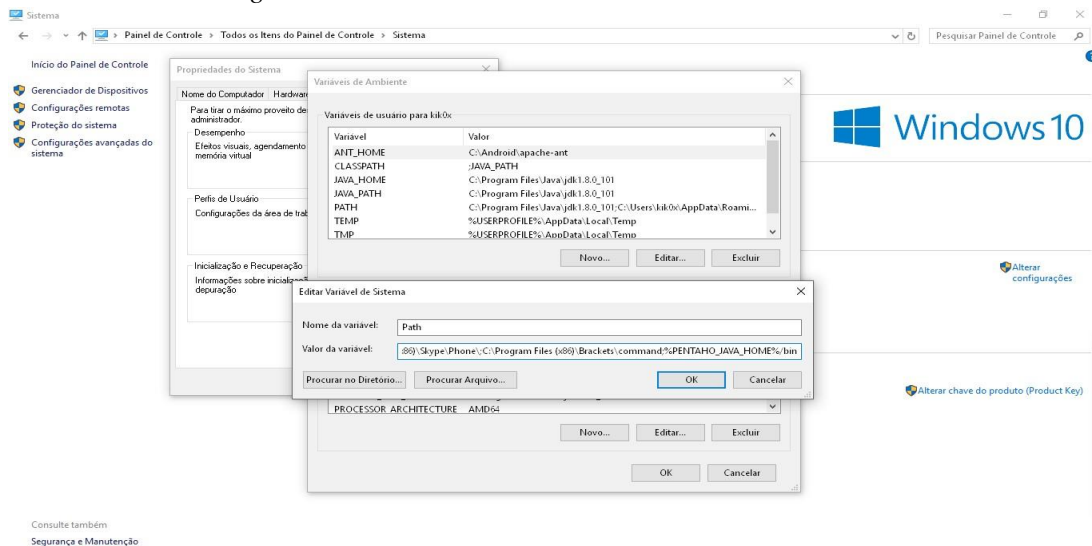 Sistema
Painel de Controle > Todos os Itens do Painel de Controle > Sistema
Pesquisar Painel de Controle
Início do Painel de Controle
Gerenciador de Dispositivos
Configurações remotas
Proteção do sistema
Configurações avançadas do
sistema
Propriedades do Sistema
Nome do Computador Hardware
Para tirar o máximo proveito de
administrador.
Desempenho
Efeitos visuais, agendamento
memória virtual
Perfis de Usuário
Configurações da área de
Inicialização e Recuperação
Informações sobre
depuração
Variáveis de Ambiente
Variáveis de usuário para kik0x
Variável Valor
ANT_HOME C:\Android\apache-ant
CLASSPATH ;JAVA_PATH
JAVA_HOME C:\Program Files\Java\jdk1.8.0_101
JAVA_PATH C:\Program Files\Java\jdk1.8.0_101
PATH C:\Program Files\Java\jdk1.8.0_101;C:\Users\kik0x\AppData\Roami...
TEMP %USERPROFILE%\AppData\Local\Temp
TMP %USERPROFILE%\AppData\Local\Temp
Novo... Editar... Excluir
Editar Variável de Sistema
Nome da variável: Path
Valor da variável: :86)\Skype\Phone\;C:\Program Files (x86)\Brackets\command;%PENTAHO_JAVA_HOME%/bin
Procurar no Diretório... Procurar Arquivo... OK Cancelar
PROCESSOR_ARCHITECTURE AMD64
Novo... Editar... Excluir
OK Cancelar
Windows 10
Alterar
configurações
Alterar chave do produto (Product Key)
Consulte também
Segurança e Manutenção